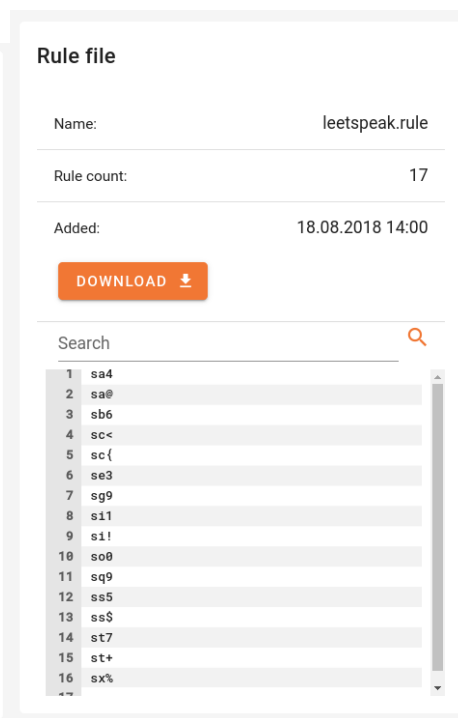 Rule file
Name: leetspeak.rule
Rule count: 17
Added: 18.08.2018 14:00
DOWNLOAD
Search
1 sa4
2 sa@
3 sb6
4 sc<
5 sc{
6 se3
7 sg9
8 si1
9 si!
10 so0
11 sq9
12 ss5
13 ss$
14 st7
15 st+
16 sx%